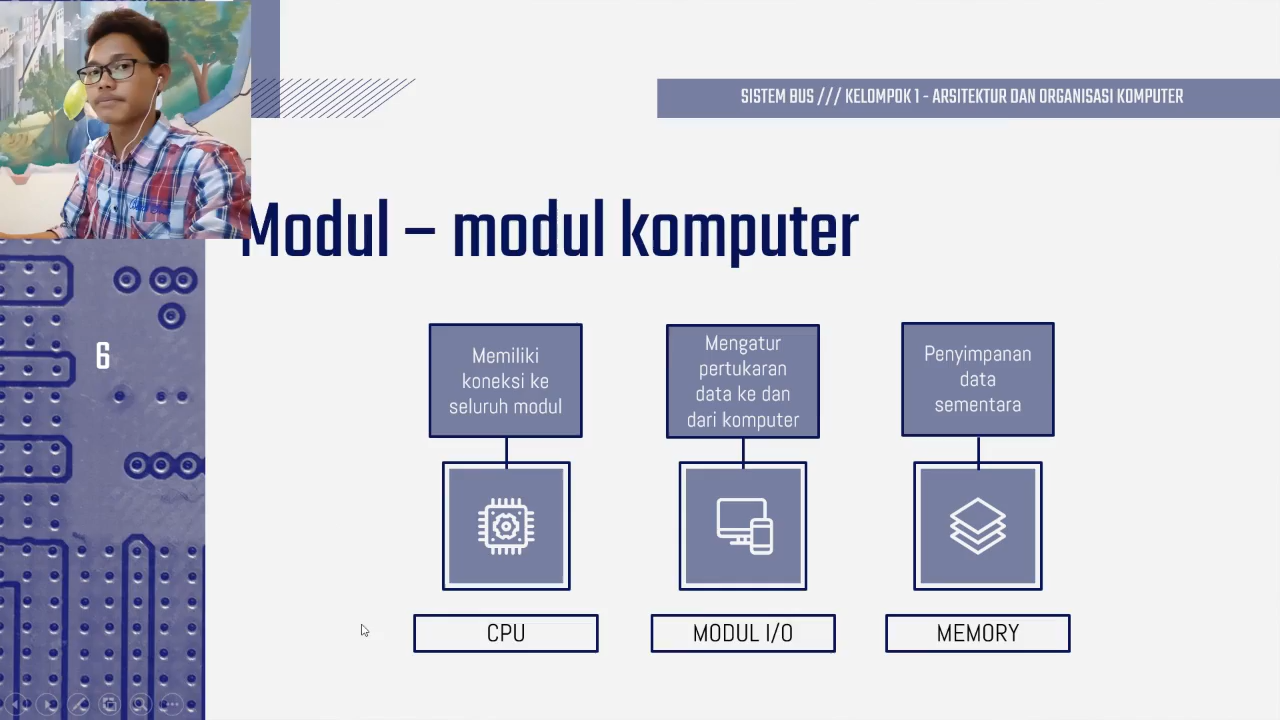 SISTEM BUS /// KELOMPOK 1 - ARSITEKTUR DAN ORGANISASI KOMPUTER
Modul – modul komputer
6
Memiliki
koneksi ke
seluruh modul
Mengatur
pertukaran
data ke dan
dari komputer
Penyimpanan
data
sementara
CPU
MODUL I/O
MEMORY